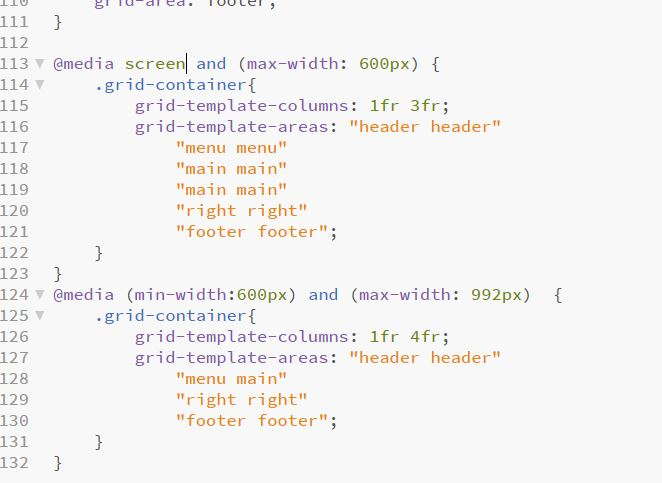 110 grid-area: footer;
111 }
112
113 @media screen and (max-width: 600px) {
114 .grid-container{
115 grid-template-columns: 1fr 3fr;
116 grid-template-areas: "header header"
117 "menu menu"
118 "main main"
119 "main main"
120 "right right"
121 "footer footer";
122 }
123 }
124 @media (min-width:600px) and (max-width: 992px)  {
125 .grid-container{
126 grid-template-columns: 1fr 4fr;
127 grid-template-areas: "header header"
128 "menu main"
129 "right right"
130 "footer footer";
131 }
132 }